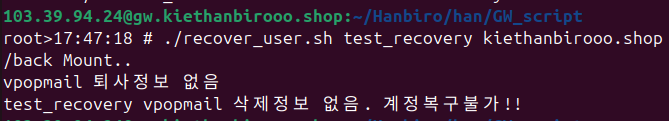 103.39.94.24@gw.kiethanbirooo.shop:~/Hanbiro/han/GW_script
root>17:47:18 # ./recover_user.sh test_recovery kiethanbirooo.shop
/back Mount..
vpopmail 퇴사정보 없음
test_recovery vpopmail 삭제정보 없음. 계정복구불가!!